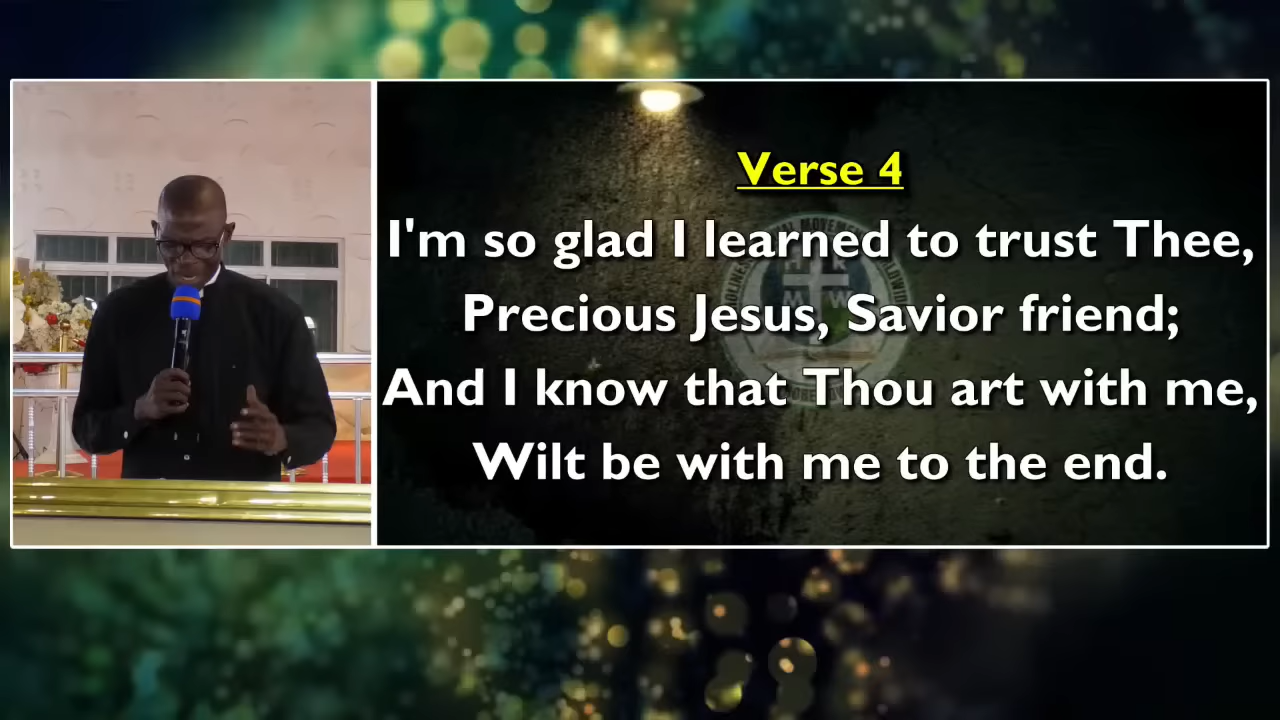 Verse 4
I'm so glad I learned to trust Thee,
Precious Jesus, Savior friend;
And I know that Thou art with me,
Wilt be with me to the end.